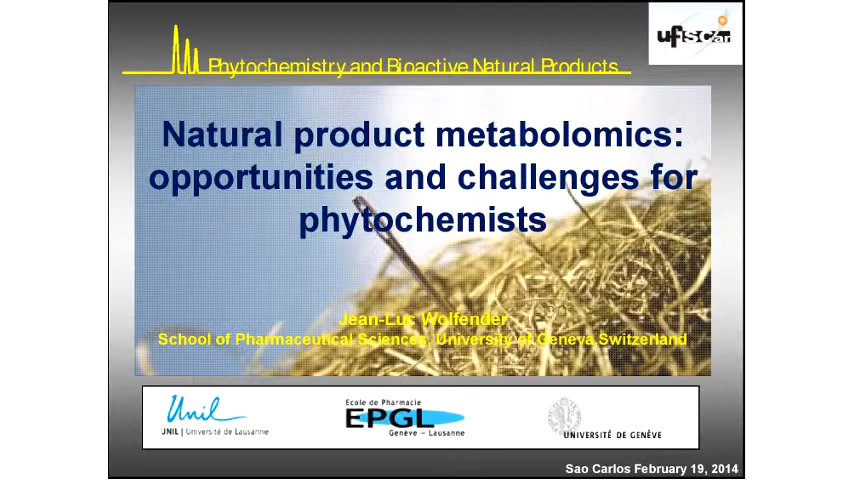 ufscar
Phytochemistry and Bioactive Natural Products
Natural product metabolomics:
opportunities and challenges for
phytochemists
Jean-Luc Wolfender
School of Pharmaceutical Sciences, University of Geneva,Switzerland
Unil
UNIL | Université de Lausanne
Ecole de Pharmacie
EPGL
Genève – Lausanne
UNIVERSITÉ DE GENÈVE
Sao Carlos February 19, 2014